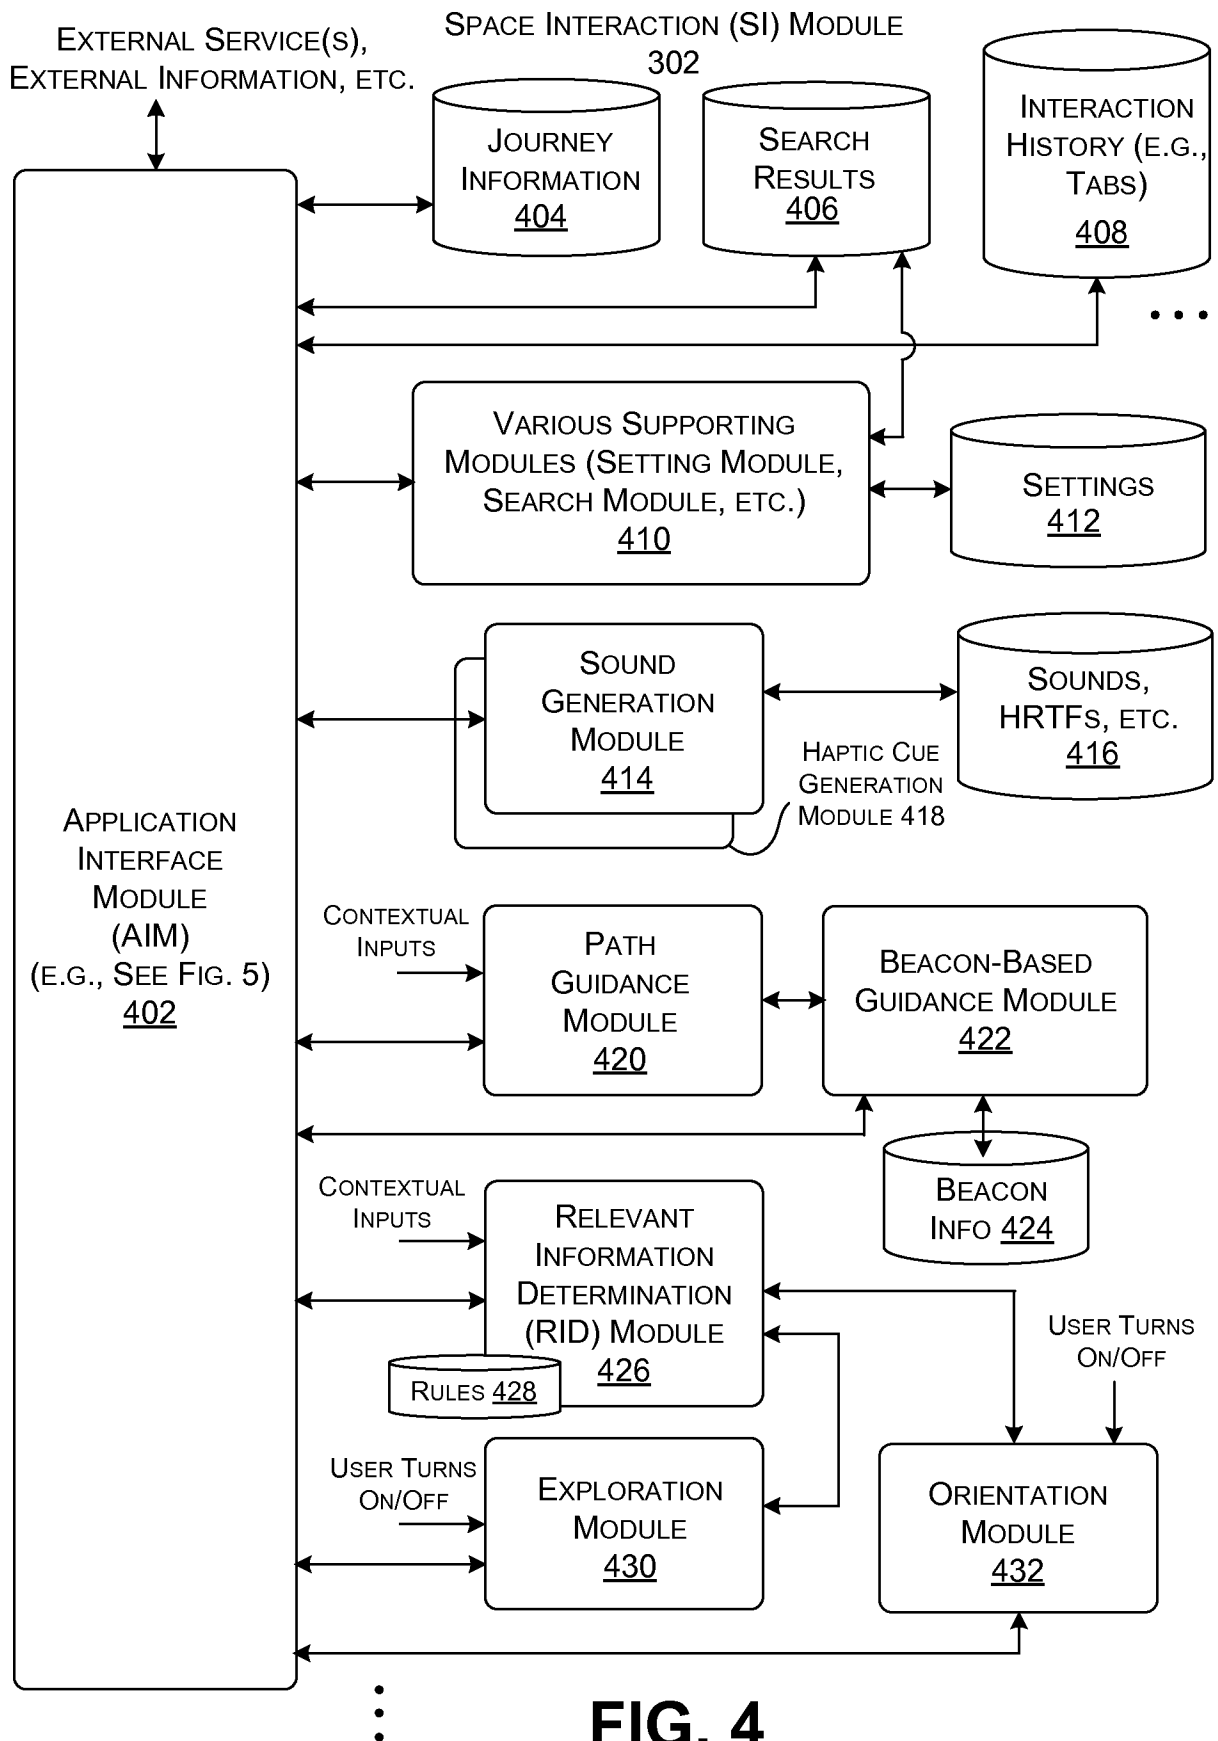 EXTERNAL SERVICE(S),
EXTERNAL INFORMATION, ETC.
SPACE INTERACTION (SI) MODULE
302
JOURNEY
INFORMATION
404
SEARCH
RESULTS
406
INTERACTION
HISTORY (E.G.,
TABS)
408
VARIOUS SUPPORTING
MODULES (SETTING MODULE,
SEARCH MODULE, ETC.)
410
SETTINGS
412
SOUND
GENERATION
MODULE
414
SOUNDS,
HRTFS, ETC.
416
HAPTIC CUE
GENERATION
MODULE 418
APPLICATION
INTERFACE
MODULE
(AIM)
(E.G., SEE FIG. 5)
402
CONTEXTUAL
INPUTS
PATH
GUIDANCE
MODULE
420
BEACON-BASED
GUIDANCE MODULE
422
BEACON
INFO 424
CONTEXTUAL
INPUTS
RELEVANT
INFORMATION
DETERMINATION
(RID) MODULE
426
RULES 428
USER TURNS
ON/OFF
USER TURNS
ON/OFF
EXPLORATION
MODULE
430
ORIENTATION
MODULE
432
FIG. 4